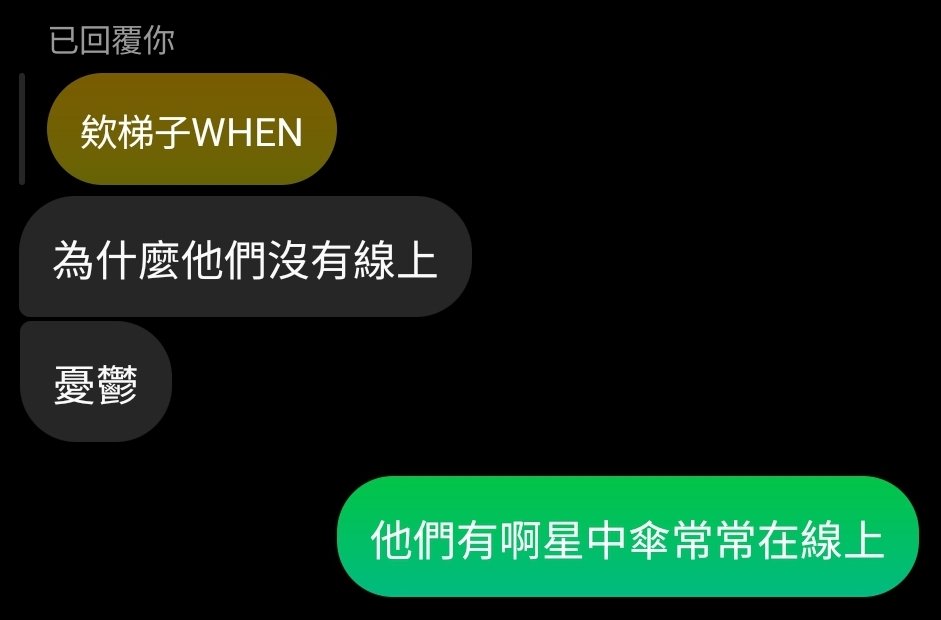 已回覆你
欸梯子WHEN
為什麼他們沒有線上
憂鬱
他們有啊星中傘常常在線上